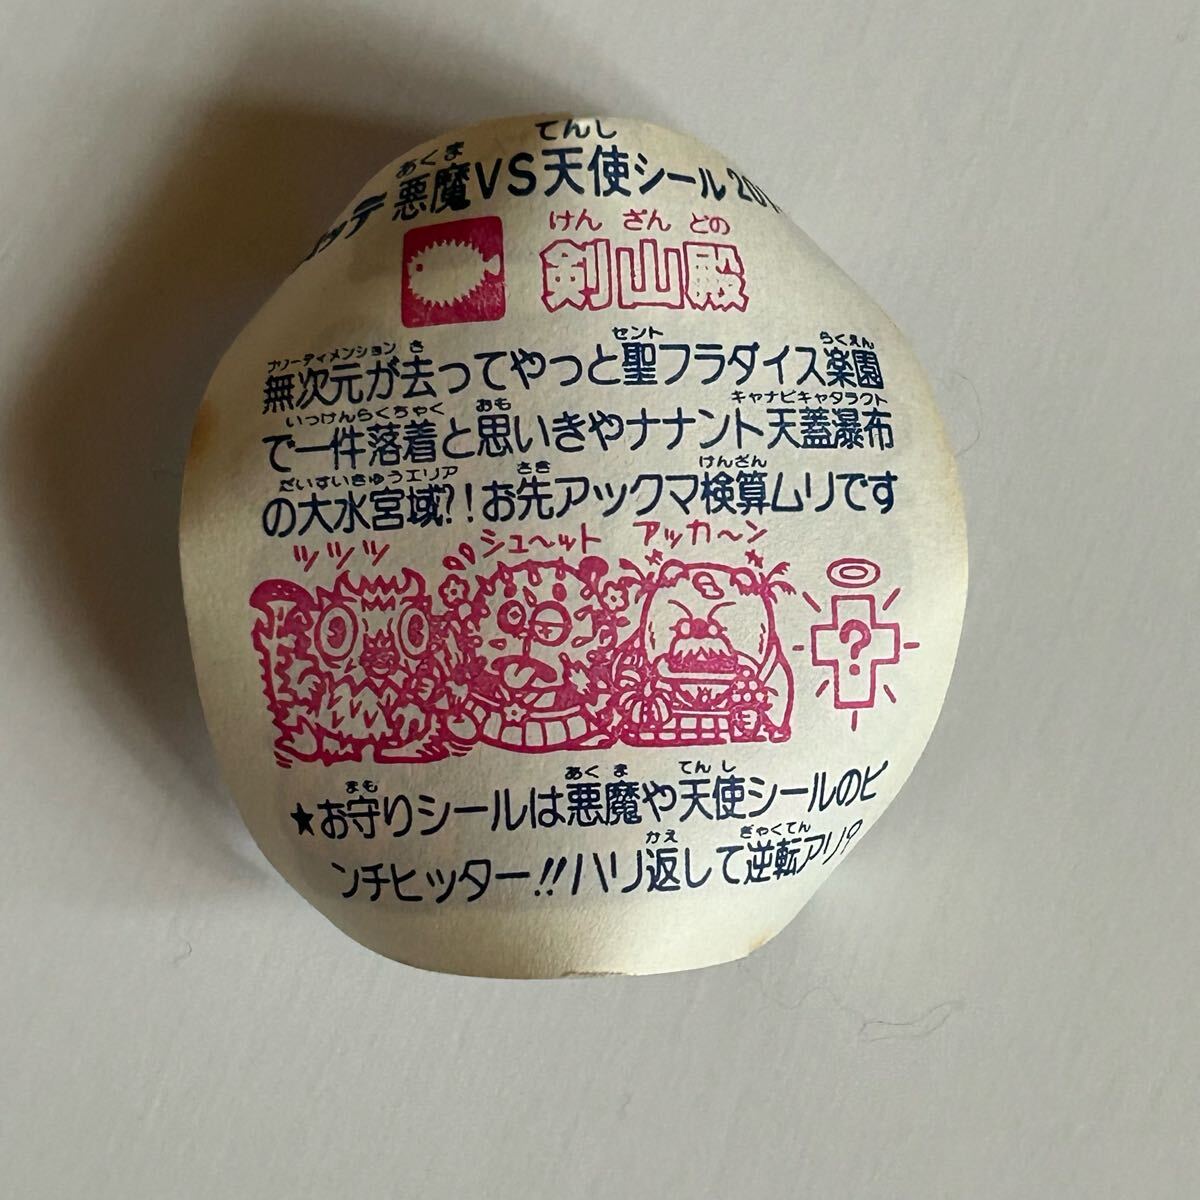 てんし
あくま
ッテ悪魔VS天使シール20
けんざんどの
剣山殿
ナリーディメンション さ セント らくえん
無次元が去ってやっと聖フラダイス楽園
いっけんらくちゃく おも キャナピキャタラクト
で一件落着と思いきやナナント天蓋瀑布
だいすいきゅうエリア さき けんざん
の大水宮域?!お先アックマ検算ムリです
ツツツ シュ〜ット アッカ〜ン
?
まも あくま てんし
★お守りシールは悪魔や天使シールのピ
かえ ぎゃくてん
ンチヒッター!!ハリ返して逆転アリ